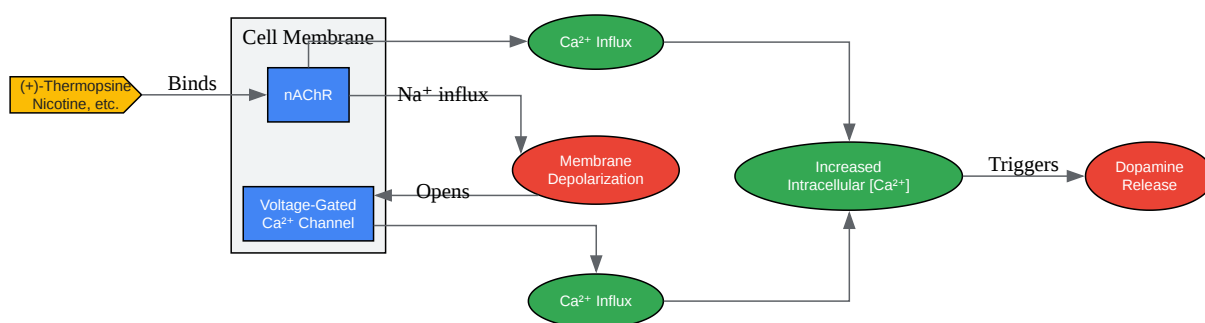 Cell Membrane
Ca²⁺ Influx
(+)-Thermopsine
Nicotine, etc.
Binds
nAChR
Na⁺ influx
Membrane
Depolarization
Increased
Intracellular [Ca²⁺]
Triggers
Dopamine
Release
Voltage-Gated
Ca²⁺ Channel
Opens
Ca²⁺ Influx